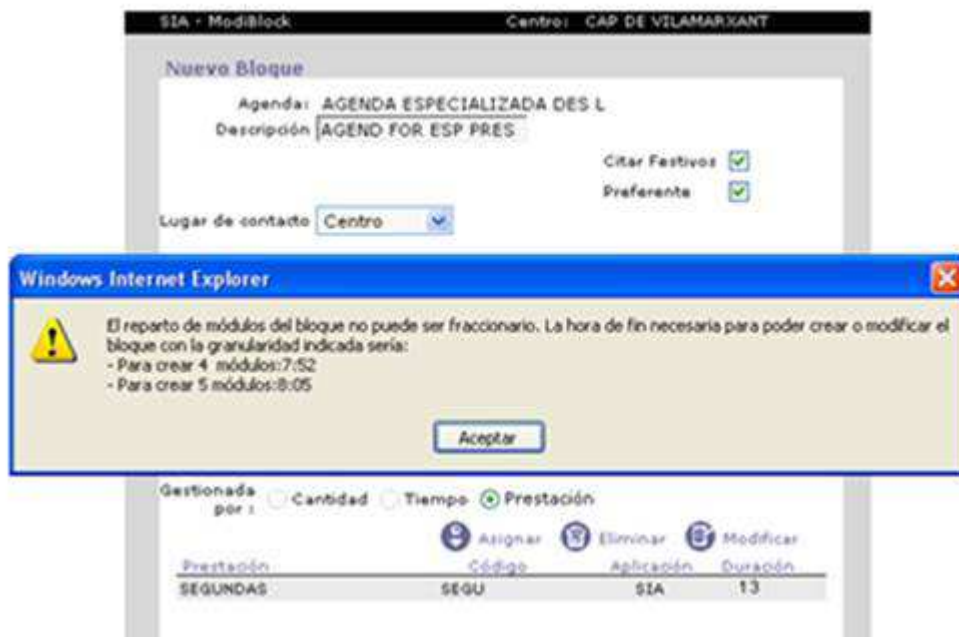 SIA - ModiBlock Centro: CAP DE VILAMARXANT
Nuevo Bloque
Agenda: AGENDA ESPECIALIZADA DES L
Descripción AGEND FOR ESP PRES
Citar Festivos
Preferente
Lugar de contacto Centro
Windows Internet Explorer
El reparto de módulos del bloque no puede ser fraccionario. La hora de fin necesaria para poder crear o modificar el
bloque con la granularidad indicada sería:
- Para crear 4 módulos:7:52
- Para crear 5 módulos:8:05
Aceptar
Gestionada por : Cantidad Tiempo Prestación
Asignar Eliminar Modificar
Prestación Código Aplicación Duración
SEGUNDAS SEGU SIA 13